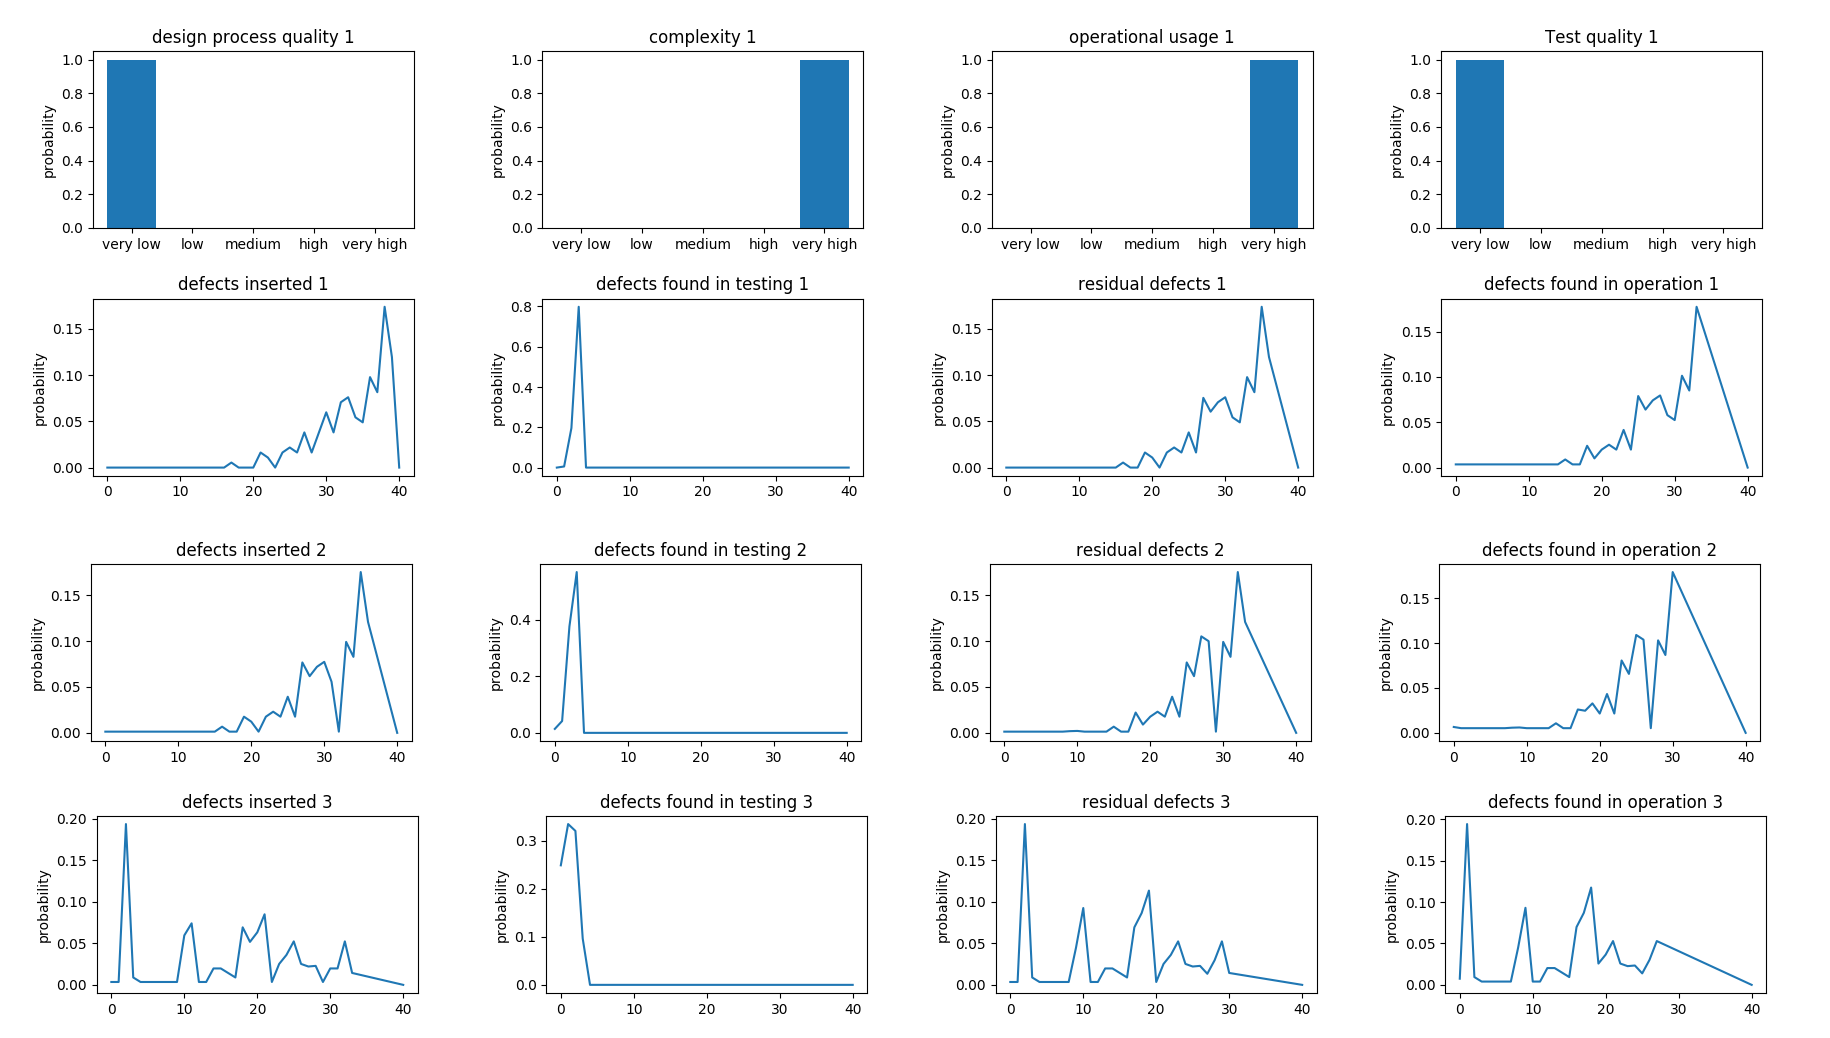 design process quality 1 complexity 1 operational usage 1 Test quality 1
1.0 1.0 1.0 1.0
0.8 0.8 0.8 0.8
0.6 0.6 0.6 0.6
probability probability probability probability
0.4 0.4 0.4 0.4
0.2 0.2 0.2 0.2
0.0 0.0 0.0 0.0
very low low medium high very high very low low medium high very high very low low medium high very high very low low medium high very high
defects inserted 1 defects found in testing 1 residual defects 1 defects found in operation 1
0.15 0.10 0.05 0.00 0.8 0.6 0.4 0.2 0.0 0.15 0.10 0.05 0.00 0.15 0.10 0.05 0.00
probability probability probability probability
0 10 20 30 40 0 10 20 30 40 0 10 20 30 40 0 10 20 30 40
defects inserted 2 defects found in testing 2 residual defects 2 defects found in operation 2
0.15 0.10 0.05 0.00 0.4 0.2 0.0 0.15 0.10 0.05 0.00 0.15 0.10 0.05 0.00
probability probability probability probability
0 10 20 30 40 0 10 20 30 40 0 10 20 30 40 0 10 20 30 40
defects inserted 3 defects found in testing 3 residual defects 3 defects found in operation 3
0.20 0.15 0.10 0.05 0.00 0.3 0.2 0.1 0.0 0.20 0.15 0.10 0.05 0.00 0.20 0.15 0.10 0.05 0.00
probability probability probability probability
0 10 20 30 40 0 10 20 30 40 0 10 20 30 40 0 10 20 30 40